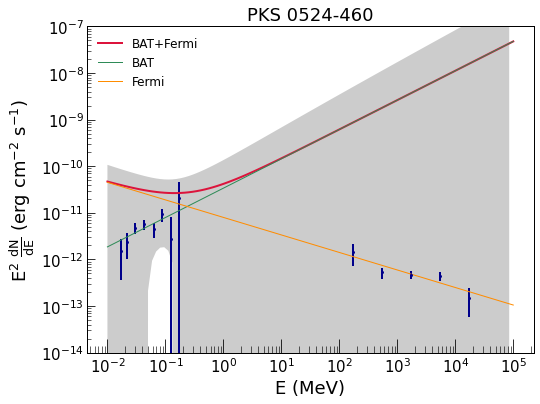 PKS 0524-460
BAT+Fermi
BAT
Fermi
E² dN/dE (erg cm⁻² s⁻¹)
10⁻⁷
10⁻⁸
10⁻⁹
10⁻¹⁰
10⁻¹¹
10⁻¹²
10⁻¹³
10⁻¹⁴
10⁻² 10⁻¹ 10⁰ 10¹ 10² 10³ 10⁴ 10⁵
E (MeV)